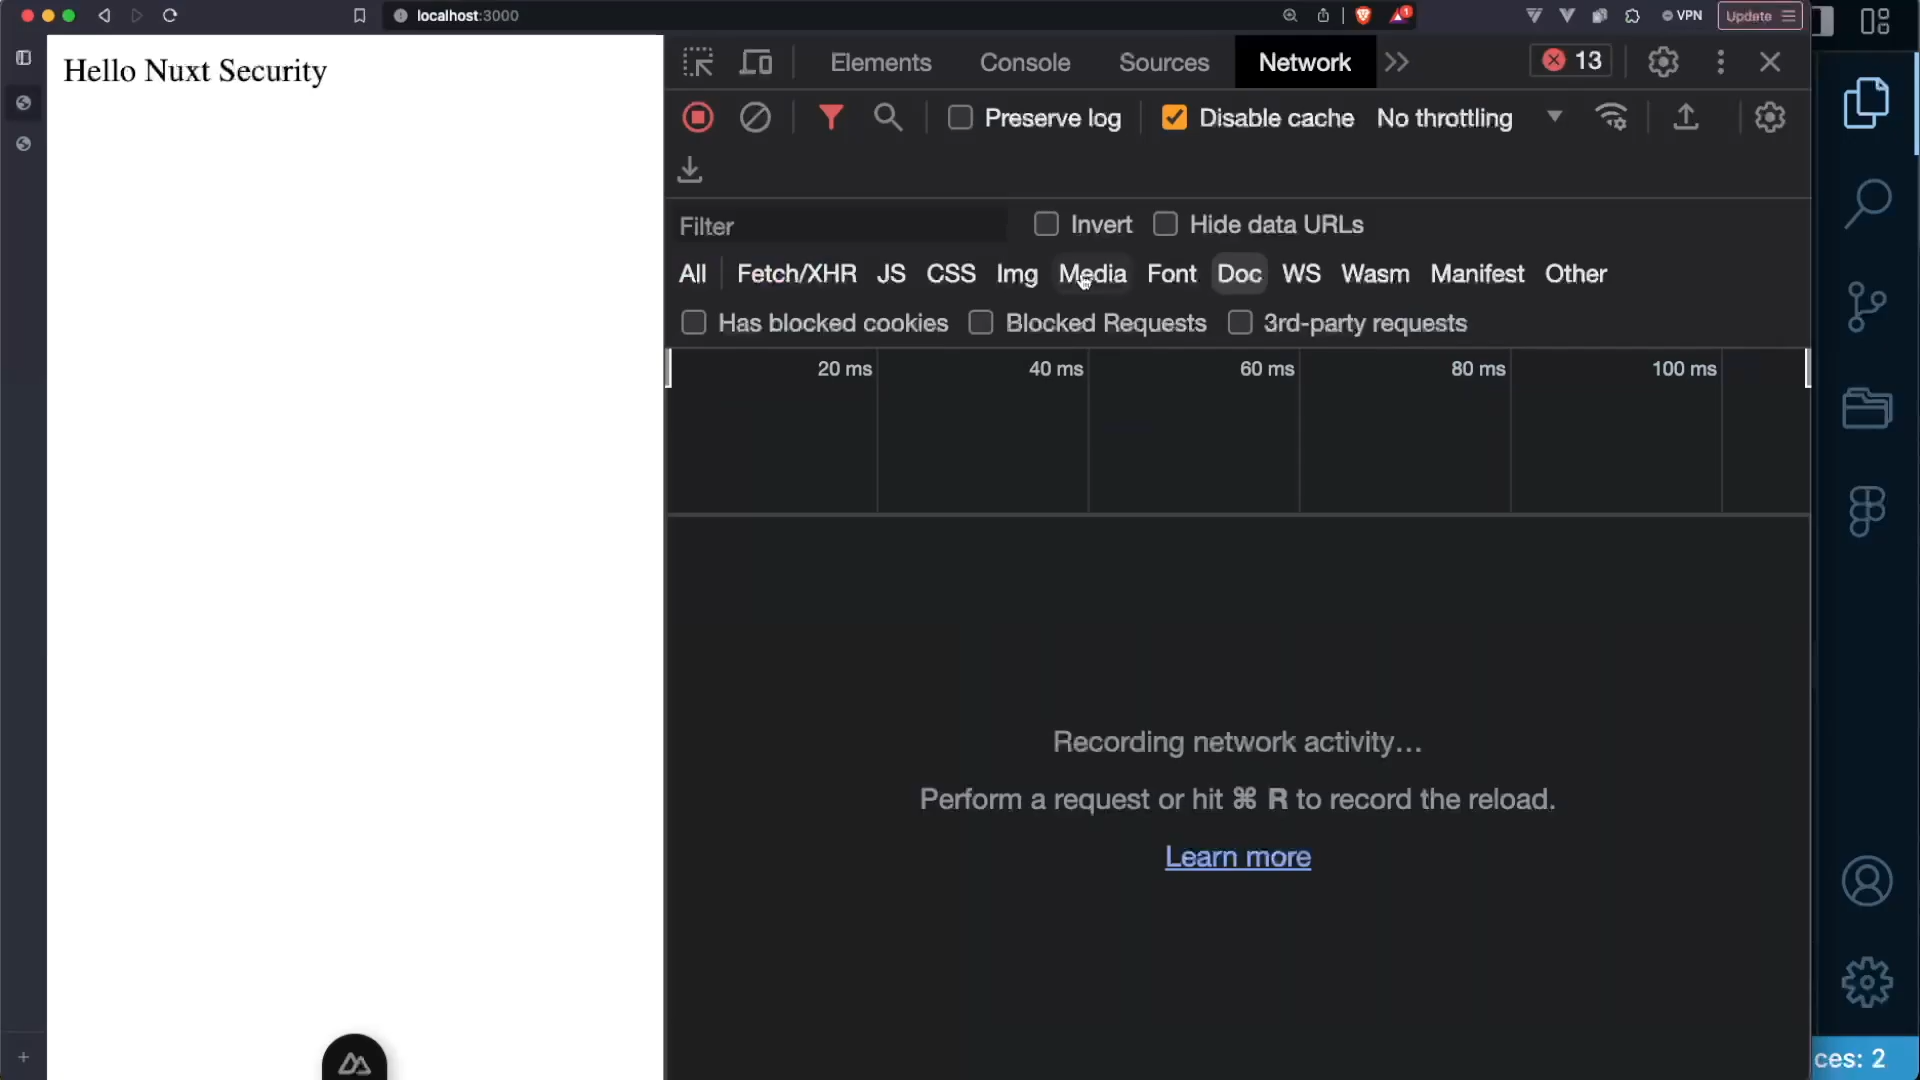 localhost:3000
1
VPN
Update
Hello Nuxt Security
Elements Console Sources Network 13
Preserve log Disable cache No throttling
Filter Invert Hide data URLs
All Fetch/XHR JS CSS Img Media Font Doc WS Wasm Manifest Other
Has blocked cookies Blocked Requests 3rd-party requests
20 ms 40 ms 60 ms 80 ms 100 ms
Recording network activity…
Perform a request or hit ⌘ R to record the reload.
Learn more
ces: 2